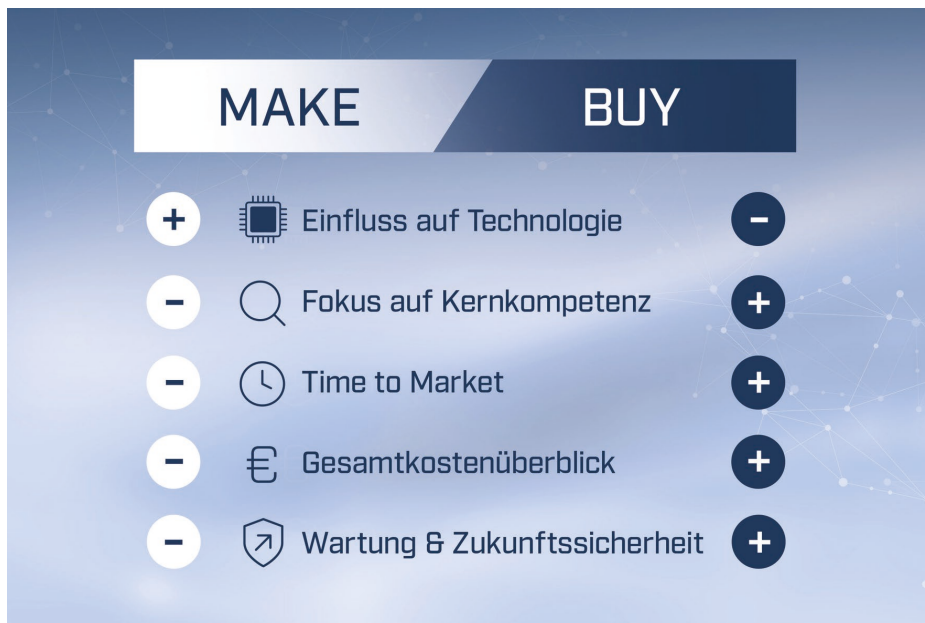 MAKE BUY
+ Einfluss auf Technologie -
- Fokus auf Kernkompetenz +
- Time to Market +
- € Gesamtkostenüberblick +
- Wartung & Zukunftssicherheit +